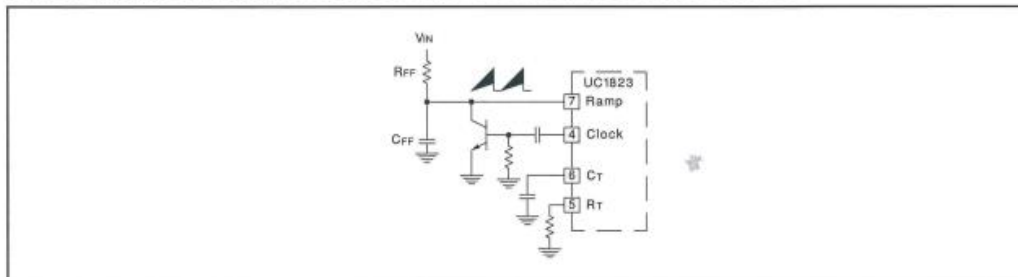 VIN
RFF
UC1823
7 Ramp
CFF
4 Clock
6 CT
5 RT